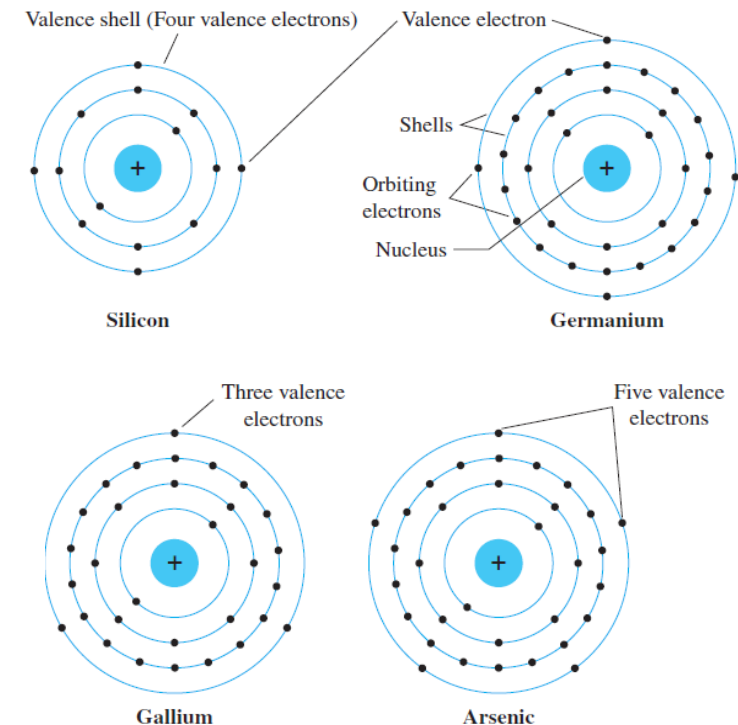 Valence shell (Four valence electrons)
Valence electron
+
+
Shells
Orbiting
electrons
Nucleus
Silicon
Germanium
Three valence
electrons
Five valence
electrons
+
+
Gallium
Arsenic